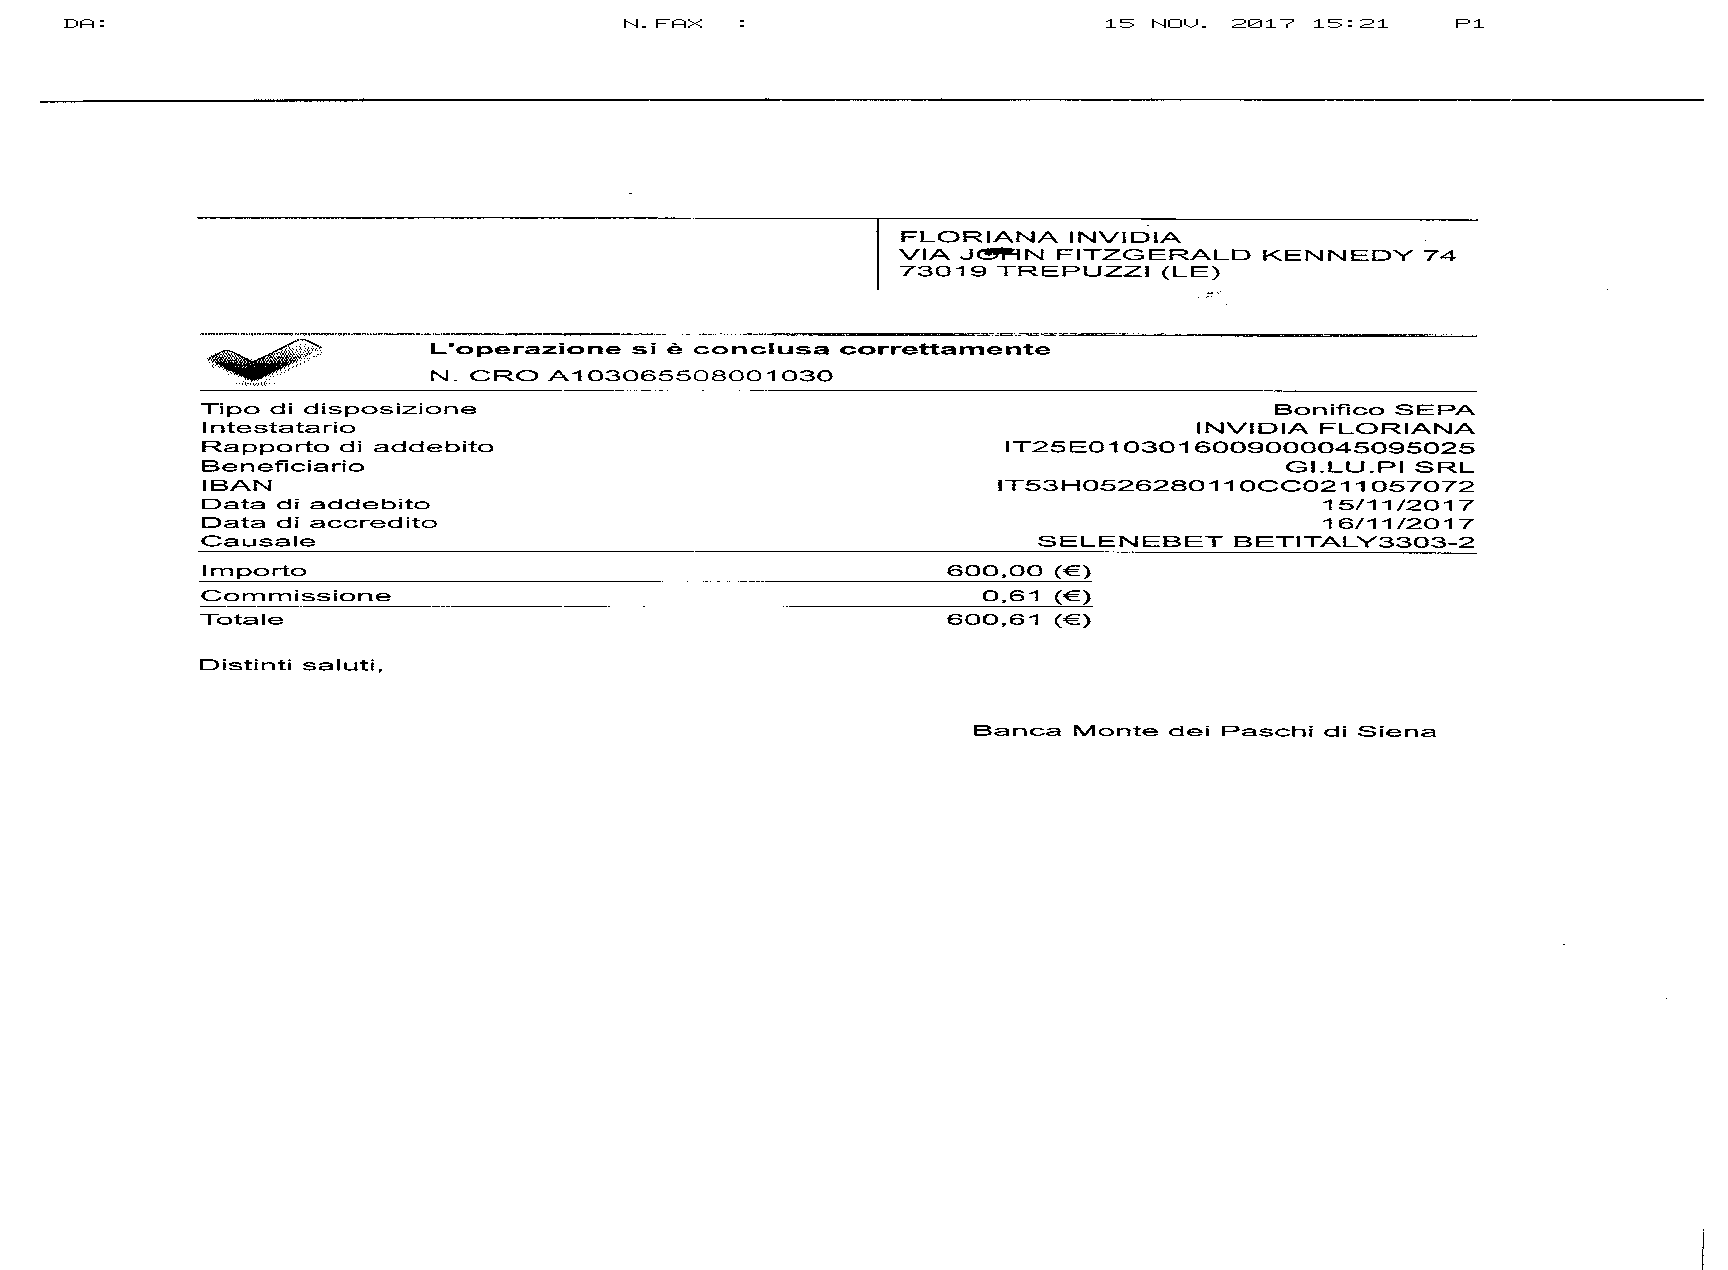 DA: N.FAX : 15 NOV. 2017 15:21 P1
FLORIANA INVIDIA
VIA JOHN FITZGERALD KENNEDY 74
73019 TREPUZZI (LE)
L'operazione si è conclusa correttamente
N. CRO A103065508001030
Tipo di disposizione Bonifico SEPA
Intestatario INVIDIA FLORIANA
Rapporto di addebito IT25E0103016009000045095025
Beneficiario GI.LU.PI SRL
IBAN IT53H0526280110CC0211057072
Data di addebito 15/11/2017
Data di accredito 16/11/2017
Causale SELENEBET BETITALY3303-2
Importo 600,00 (€)
Commissione 0,61 (€)
Totale 600,61 (€)
Distinti saluti,
Banca Monte dei Paschi di Siena